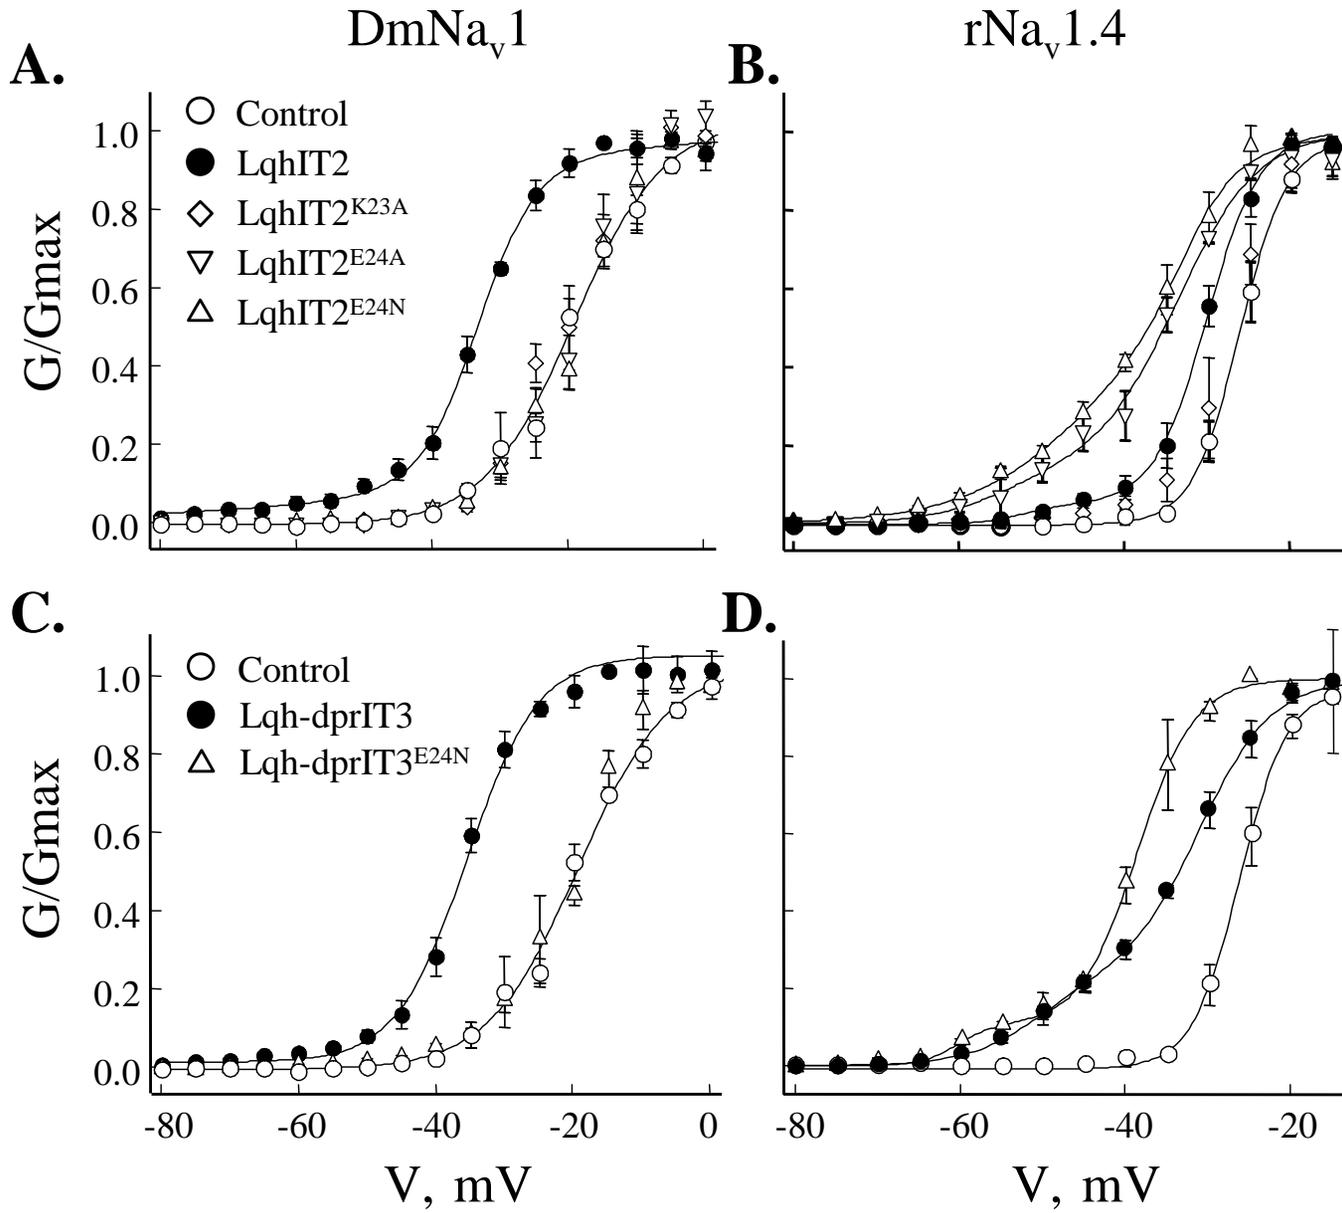 DmNaᵥ1
rNaᵥ1.4
A.
B.
Control
LqhIT2
LqhIT2ᴷ²³ᴬ
LqhIT2ᴱ²⁴ᴬ
LqhIT2ᴱ²⁴ᴺ
1.0
0.8
0.6
0.4
0.2
0.0
G/Gmax
C.
D.
Control
Lqh-dprIT3
Lqh-dprIT3ᴱ²⁴ᴺ
1.0
0.8
0.6
0.4
0.2
0.0
G/Gmax
-80 -60 -40 -20 0
-80 -60 -40 -20
V, mV
V, mV